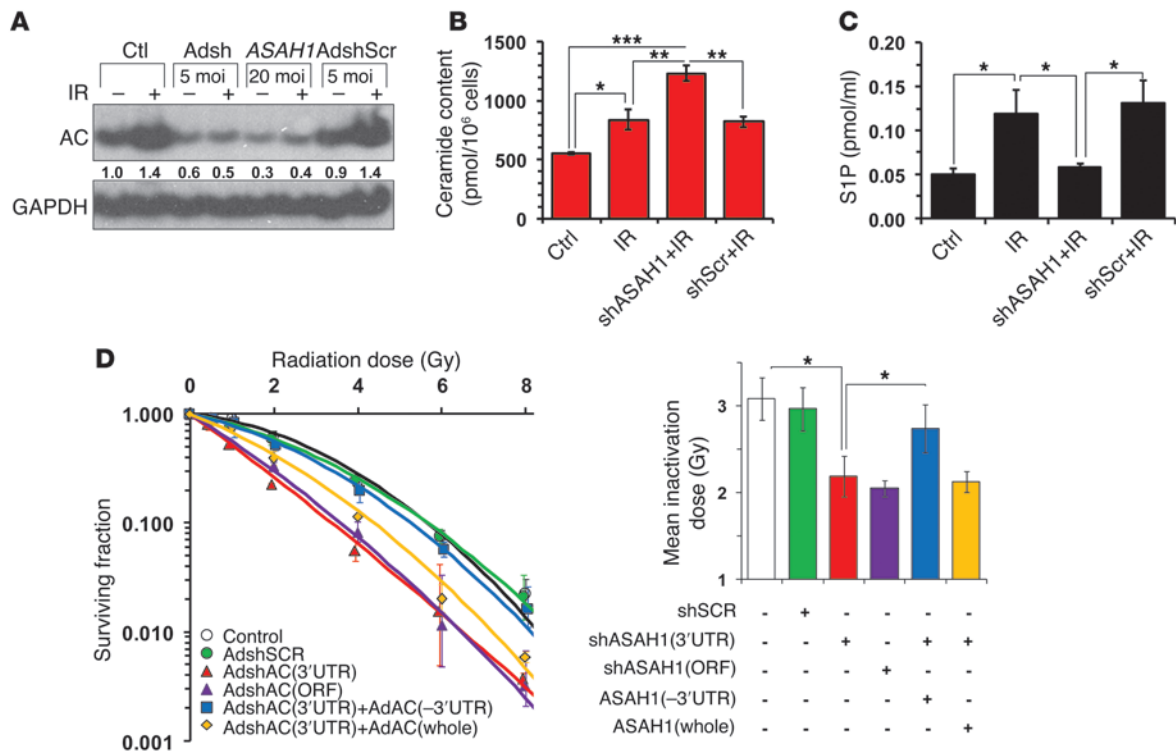 A
Ctl Adsh ASAH1 AdshScr
5 moi 20 moi 5 moi
IR − + − + − + − +
AC
1.0 1.4 0.6 0.5 0.3 0.4 0.9 1.4
GAPDH
B
Ceramide content
(pmol/10⁶ cells)
1500
1000
500
0
***
**
**
*
Ctrl
IR
shASAH1+IR
shScr+IR
C
S1P (pmol/ml)
0.20
0.15
0.10
0.05
0.00
* * *
Ctrl
IR
shASAH1+IR
shScr+IR
D
Radiation dose (Gy)
0 2 4 6 8
Surviving fraction
1.000
0.100
0.010
0.001
Control
AdshSCR
AdshAC(3′UTR)
AdshAC(ORF)
AdshAC(3′UTR)+AdAC(−3′UTR)
AdshAC(3′UTR)+AdAC(whole)
Mean inactivation
dose (Gy)
3
2
1
*
*
shSCR - + - - - -
shASAH1(3′UTR) - - + - + +
shASAH1(ORF) - - - + - -
ASAH1(−3′UTR) - - - - + -
ASAH1(whole) - - - - - +